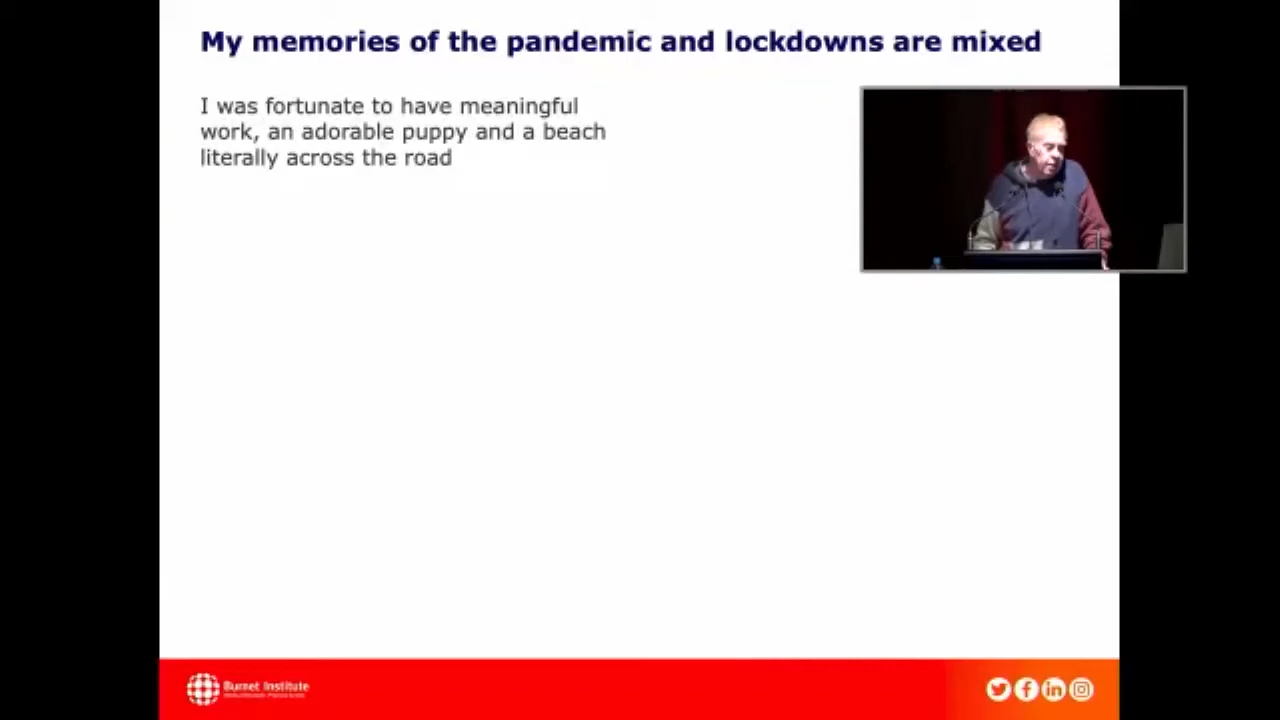 My memories of the pandemic and lockdowns are mixed
I was fortunate to have meaningful
work, an adorable puppy and a beach
literally across the road
Burnet Institute